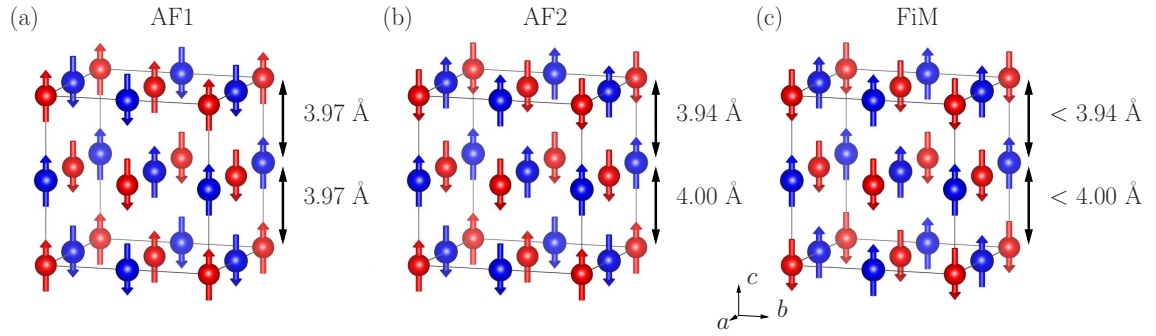 (a) AF1
(b) AF2
(c) FiM
3.97 Å
3.97 Å
3.94 Å
4.00 Å
< 3.94 Å
< 4.00 Å
c
b
a